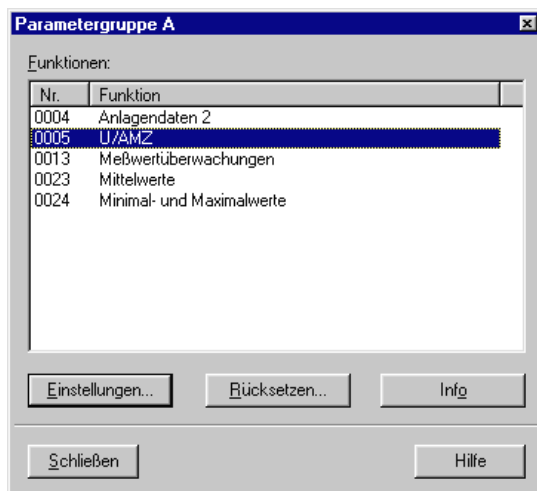 Parametergruppe A
Funktionen:
Nr. Funktion
0004 Anlagendaten 2
0005 U/AMZ
0013 Meßwertüberwachungen
0023 Mittelwerte
0024 Minimal- und Maximalwerte
Einstellungen... Rücksetzen... Info
Schließen Hilfe